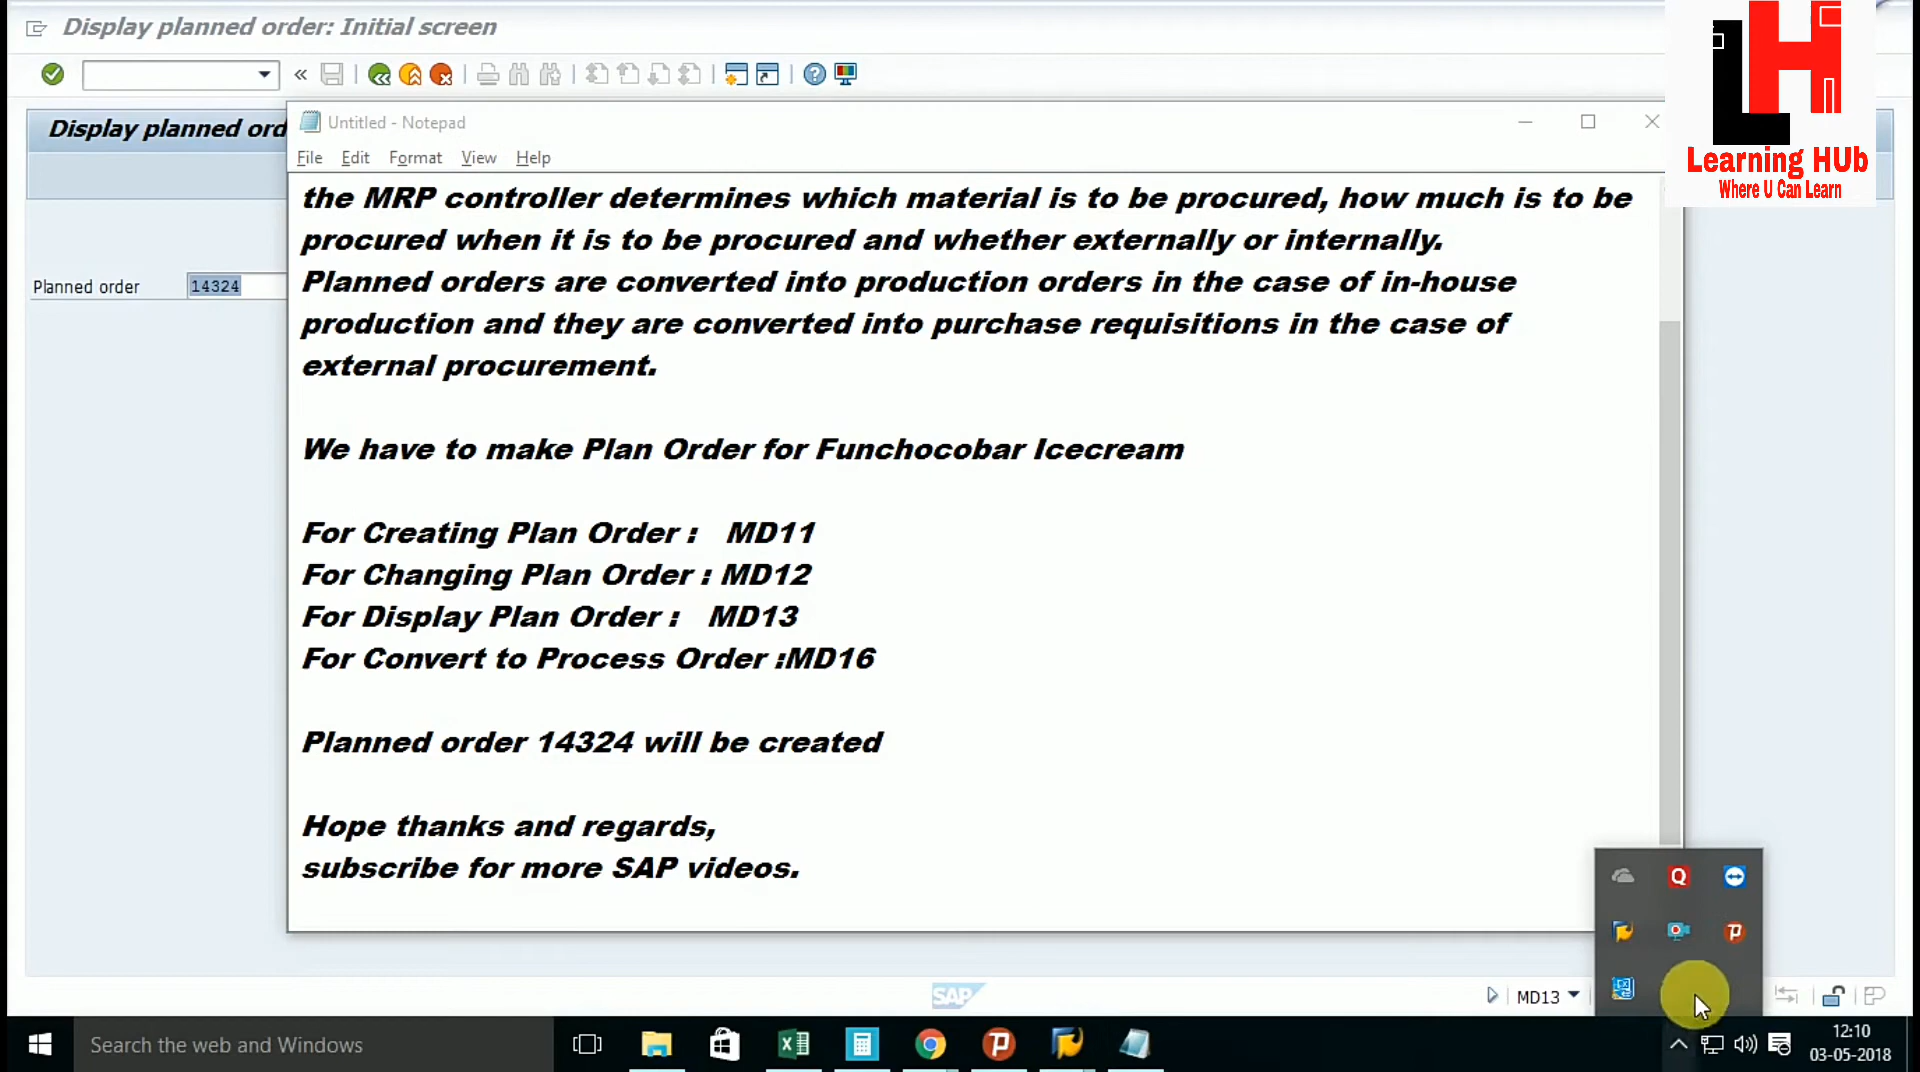 Display planned order: Initial screen
Display planned ord
Untitled - Notepad
File Edit Format View Help
LH
Learning HUb
Where U Can Learn
the MRP controller determines which material is to be procured, how much is to be
procured when it is to be procured and whether externally or internally.
Planned order 14324
Planned orders are converted into production orders in the case of in-house
production and they are converted into purchase requisitions in the case of
external procurement.
We have to make Plan Order for Funchocobar Icecream
For Creating Plan Order : MD11
For Changing Plan Order : MD12
For Display Plan Order : MD13
For Convert to Process Order :MD16
Planned order 14324 will be created
Hope thanks and regards,
subscribe for more SAP videos.
SAP
MD13
Search the web and Windows
12:10
03-05-2018